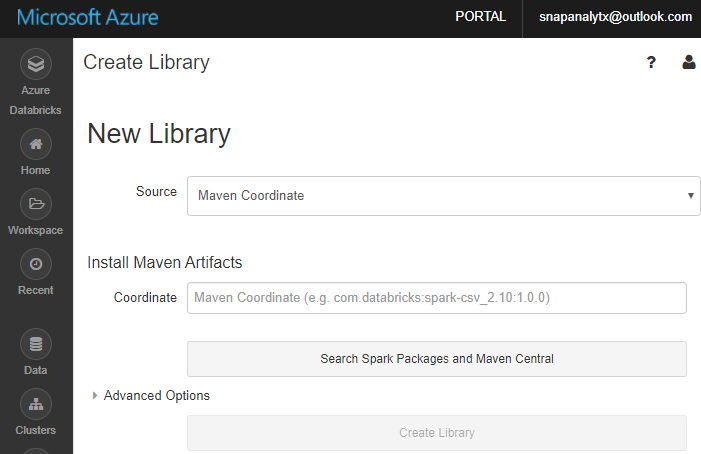 Microsoft Azure
PORTAL
snapanalytx@outlook.com
Azure
Databricks
Home
Workspace
Recent
Data
Clusters
Create Library
?
New Library
Source
Maven Coordinate
Install Maven Artifacts
Coordinate
Maven Coordinate (e.g. com.databricks:spark-csv_2.10:1.0.0)
Search Spark Packages and Maven Central
Advanced Options
Create Library